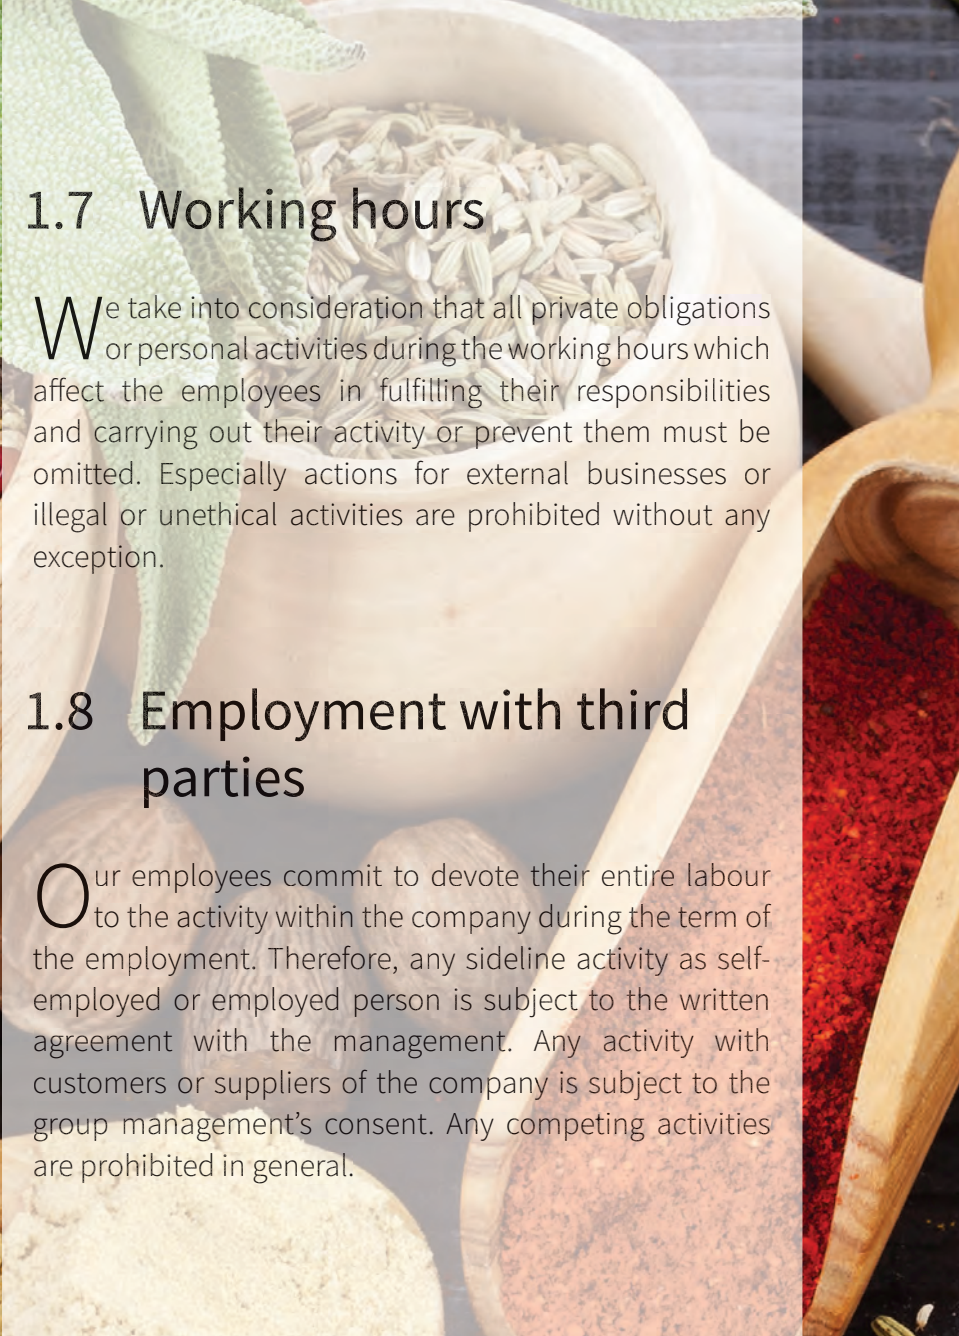 1.7 Working hours
We take into consideration that all private obligations
or personal activities during the working hours which
affect the employees in fulfilling their responsibilities
and carrying out their activity or prevent them must be
omitted. Especially actions for external businesses or
illegal or unethical activities are prohibited without any
exception.
1.8 Employment with third
parties
Our employees commit to devote their entire labour
to the activity within the company during the term of
the employment. Therefore, any sideline activity as self-
employed or employed person is subject to the written
agreement with the management. Any activity with
customers or suppliers of the company is subject to the
group management’s consent. Any competing activities
are prohibited in general.